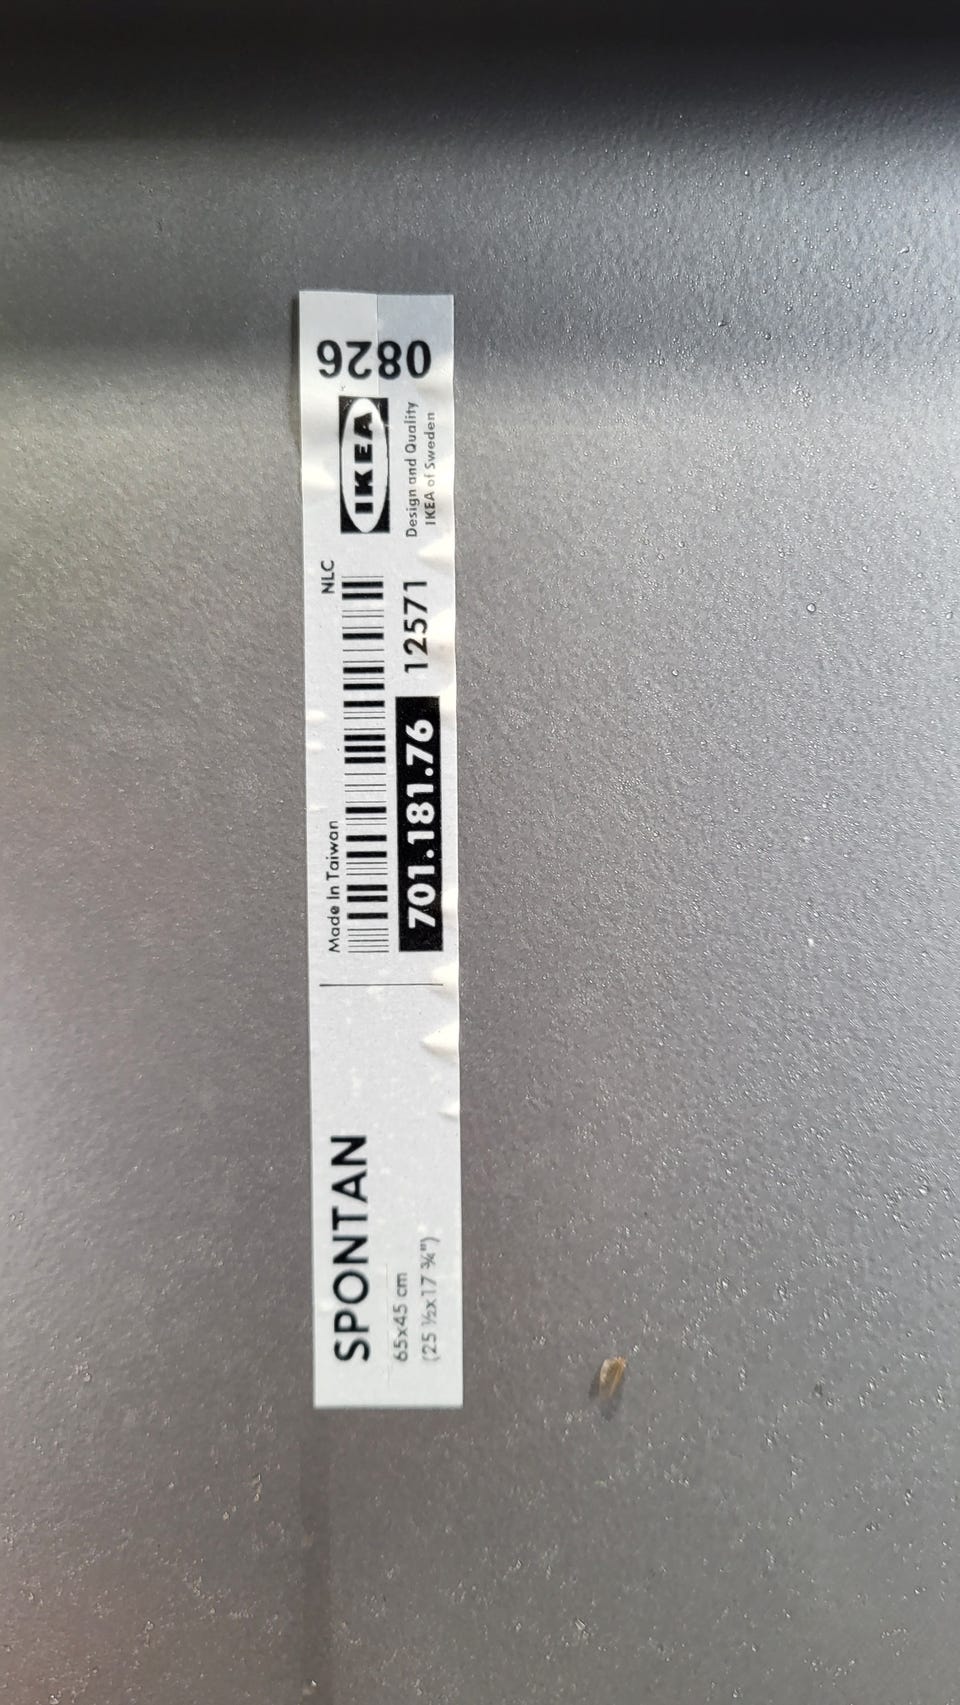 SPONTAN
65x45 cm
(25 ½x17 ¾")
Made In Taiwan
NLC
701.181.76
12571
IKEA
Design and Quality
IKEA of Sweden
0826